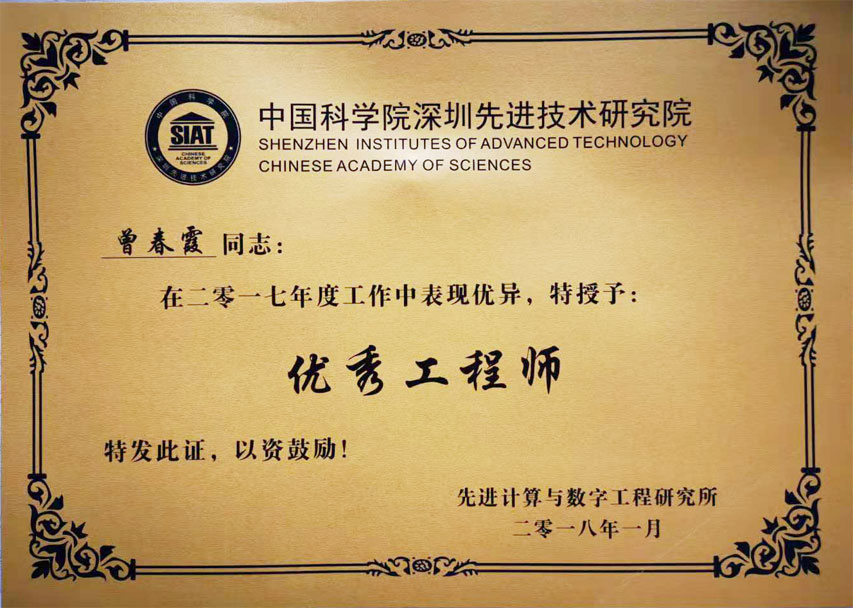 中国科学院
SIAT
CHINESE
ACADEMY OF
SCIENCES
深圳先进技术研究院
中国科学院深圳先进技术研究院
SHENZHEN INSTITUTES OF ADVANCED TECHNOLOGY
CHINESE ACADEMY OF SCIENCES
曾春霞 同志：
在二零一七年度工作中表现优异，特授予：
优秀工程师
特发此证，以资鼓励！
先进计算与数字工程研究所
二零一八年一月